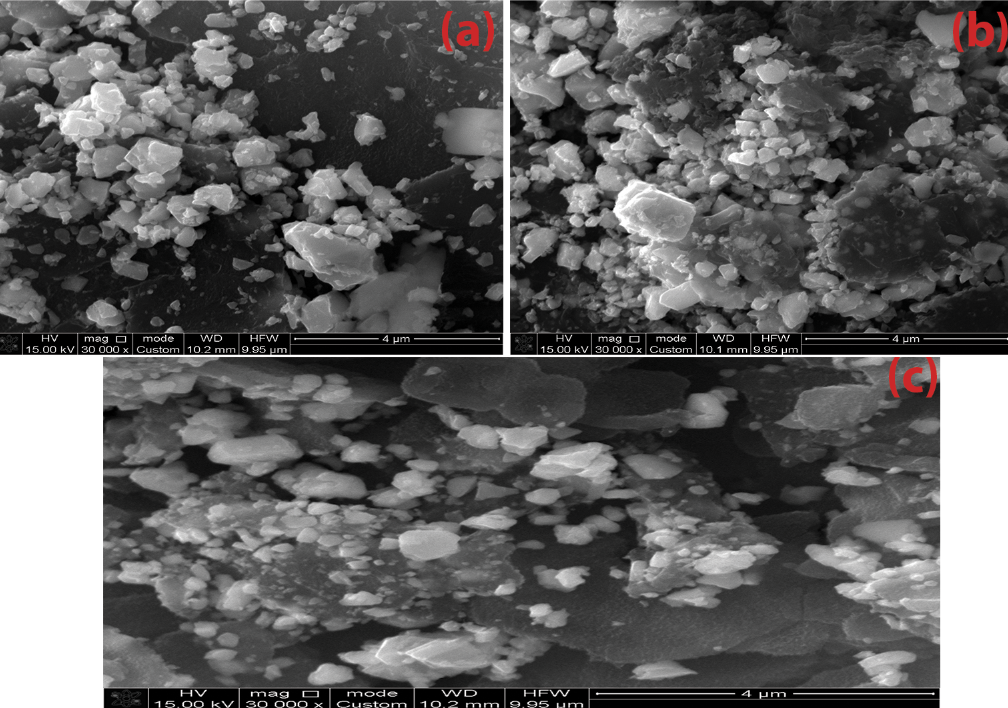 (a)
(b)
HV mag mode WD HFW 4 µm
15.00 kV 30 000 x Custom 10.2 mm 9.95 µm
HV mag mode WD HFW 4 µm
15.00 kV 30 000 x Custom 10.1 mm 9.95 µm
(c)
HV mag mode WD HFW 4 µm
15.00 kV 30 000 x Custom 10.2 mm 9.95 µm